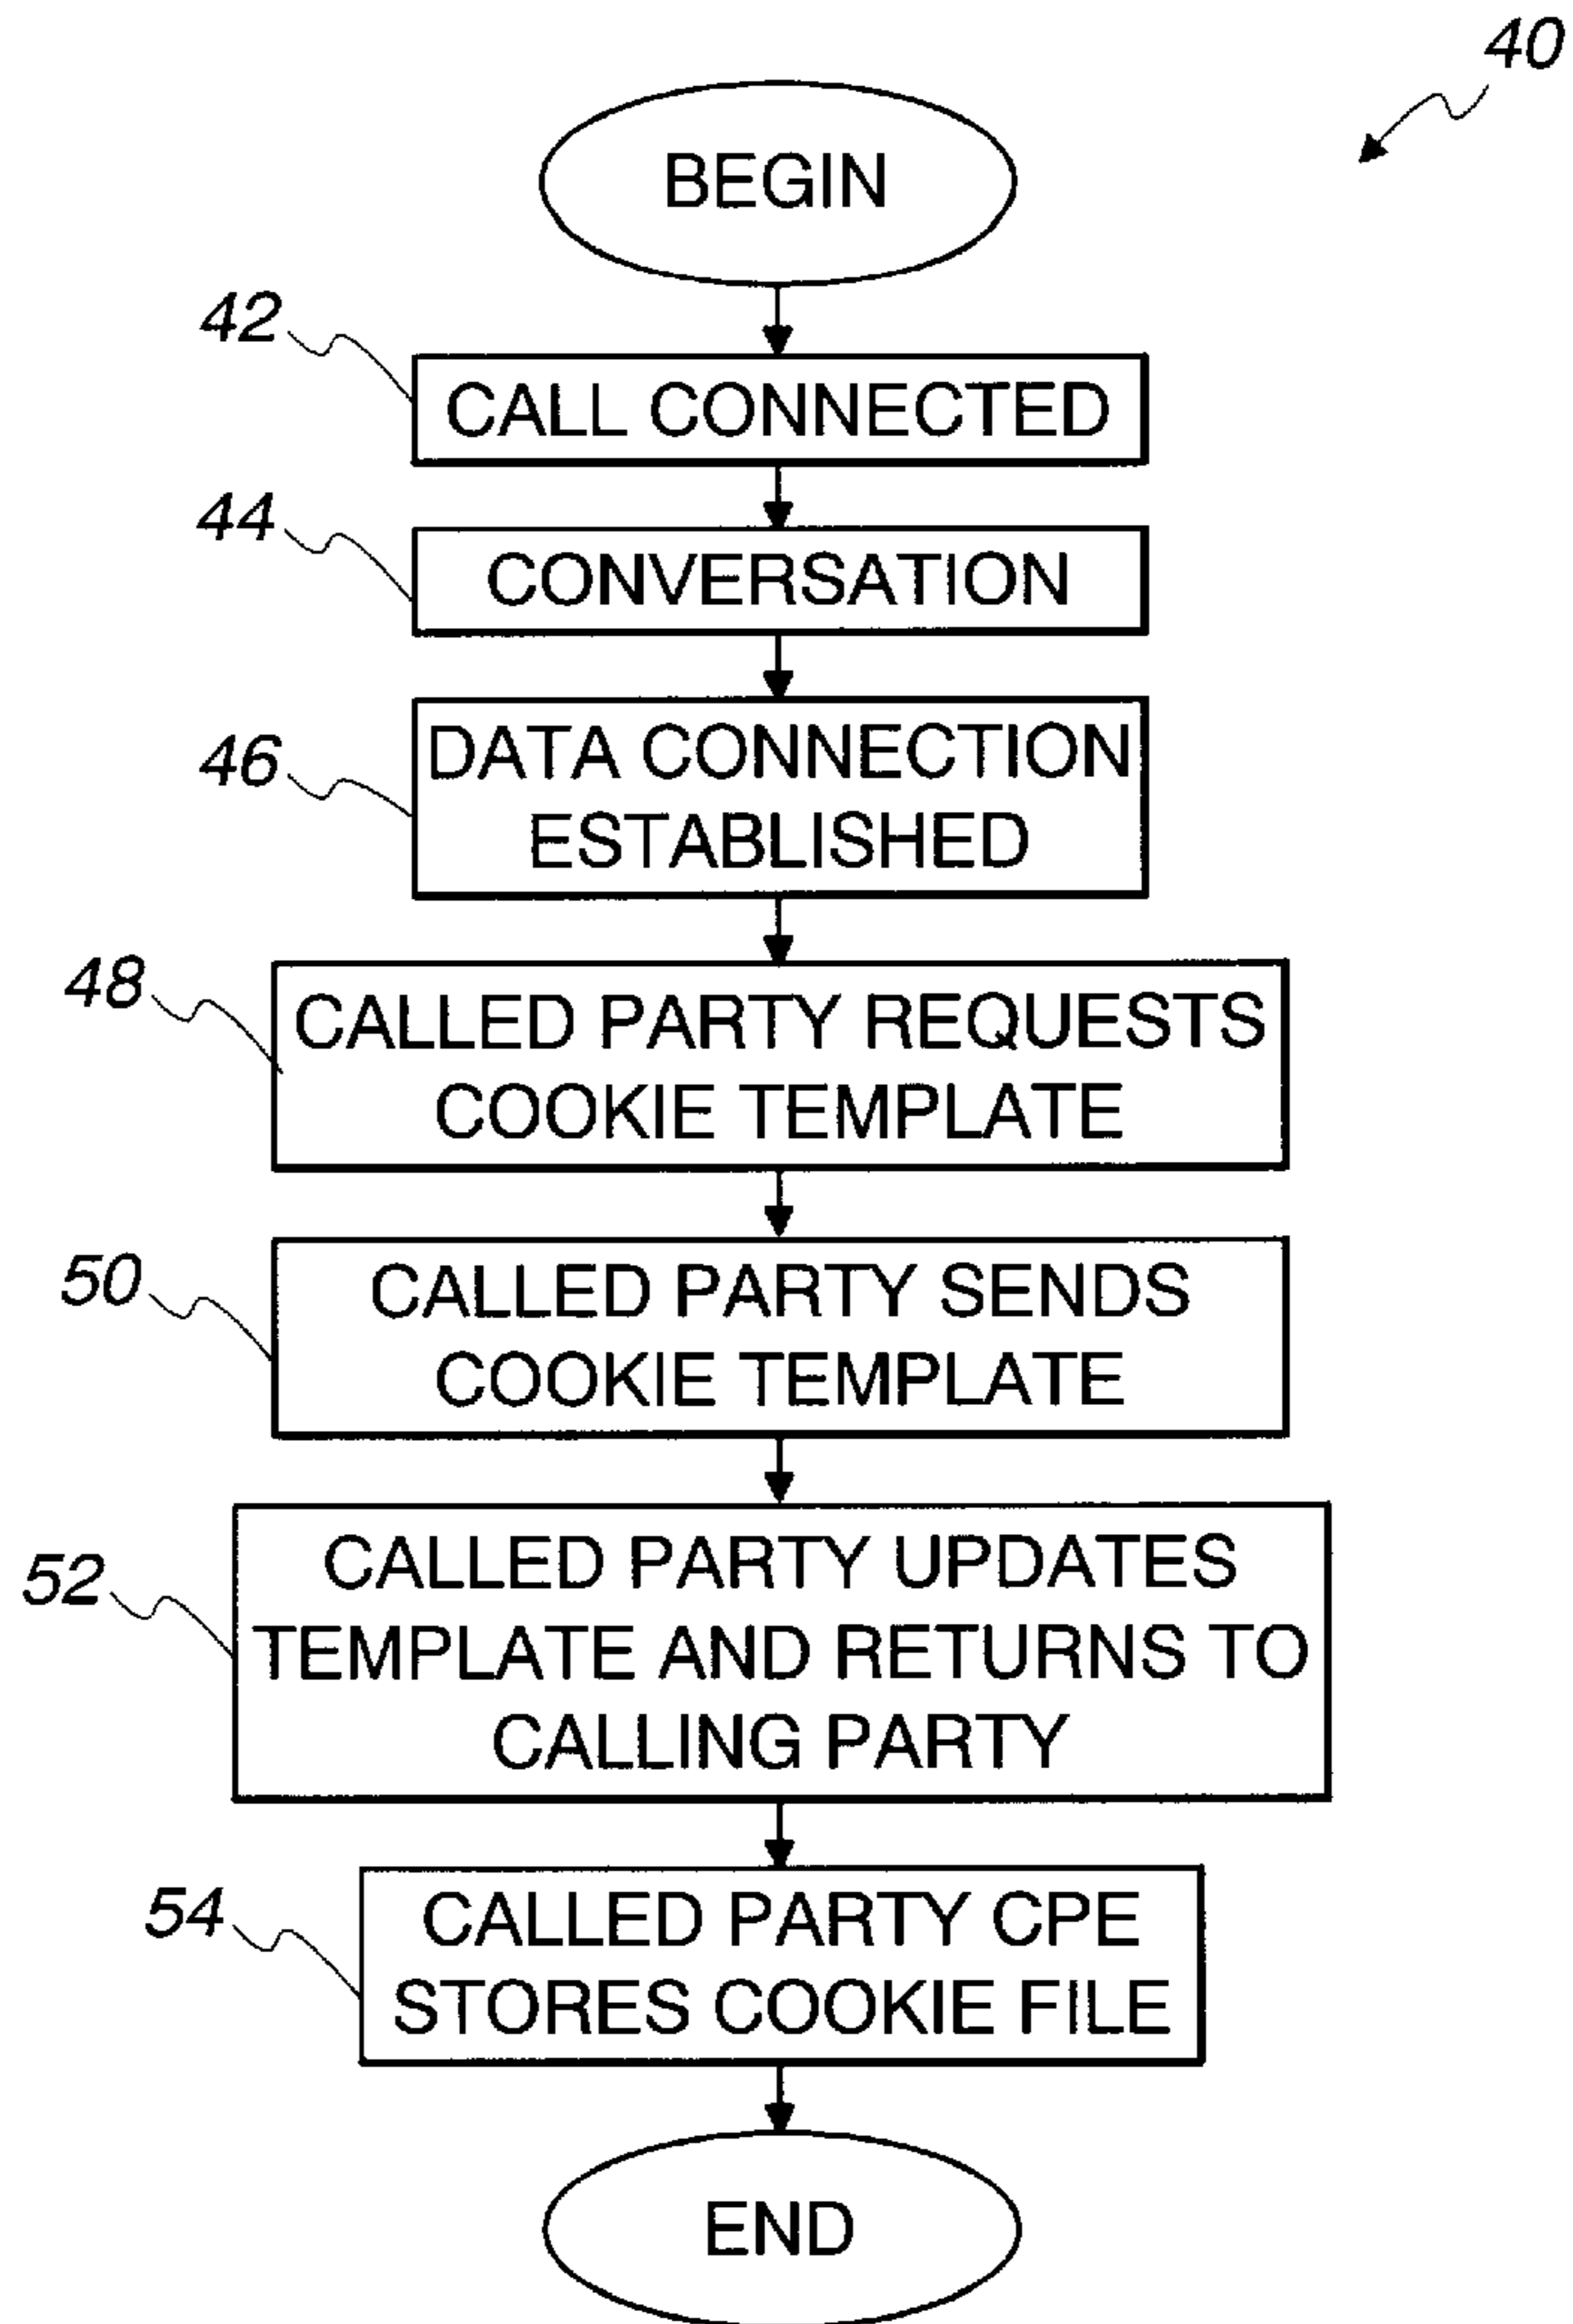 40
BEGIN
42
CALL CONNECTED
44
CONVERSATION
46
DATA CONNECTION
ESTABLISHED
48
CALLED PARTY REQUESTS
COOKIE TEMPLATE
50
CALLED PARTY SENDS
COOKIE TEMPLATE
52
CALLED PARTY UPDATES
TEMPLATE AND RETURNS TO
CALLING PARTY
54
CALLED PARTY CPE
STORES COOKIE FILE
END